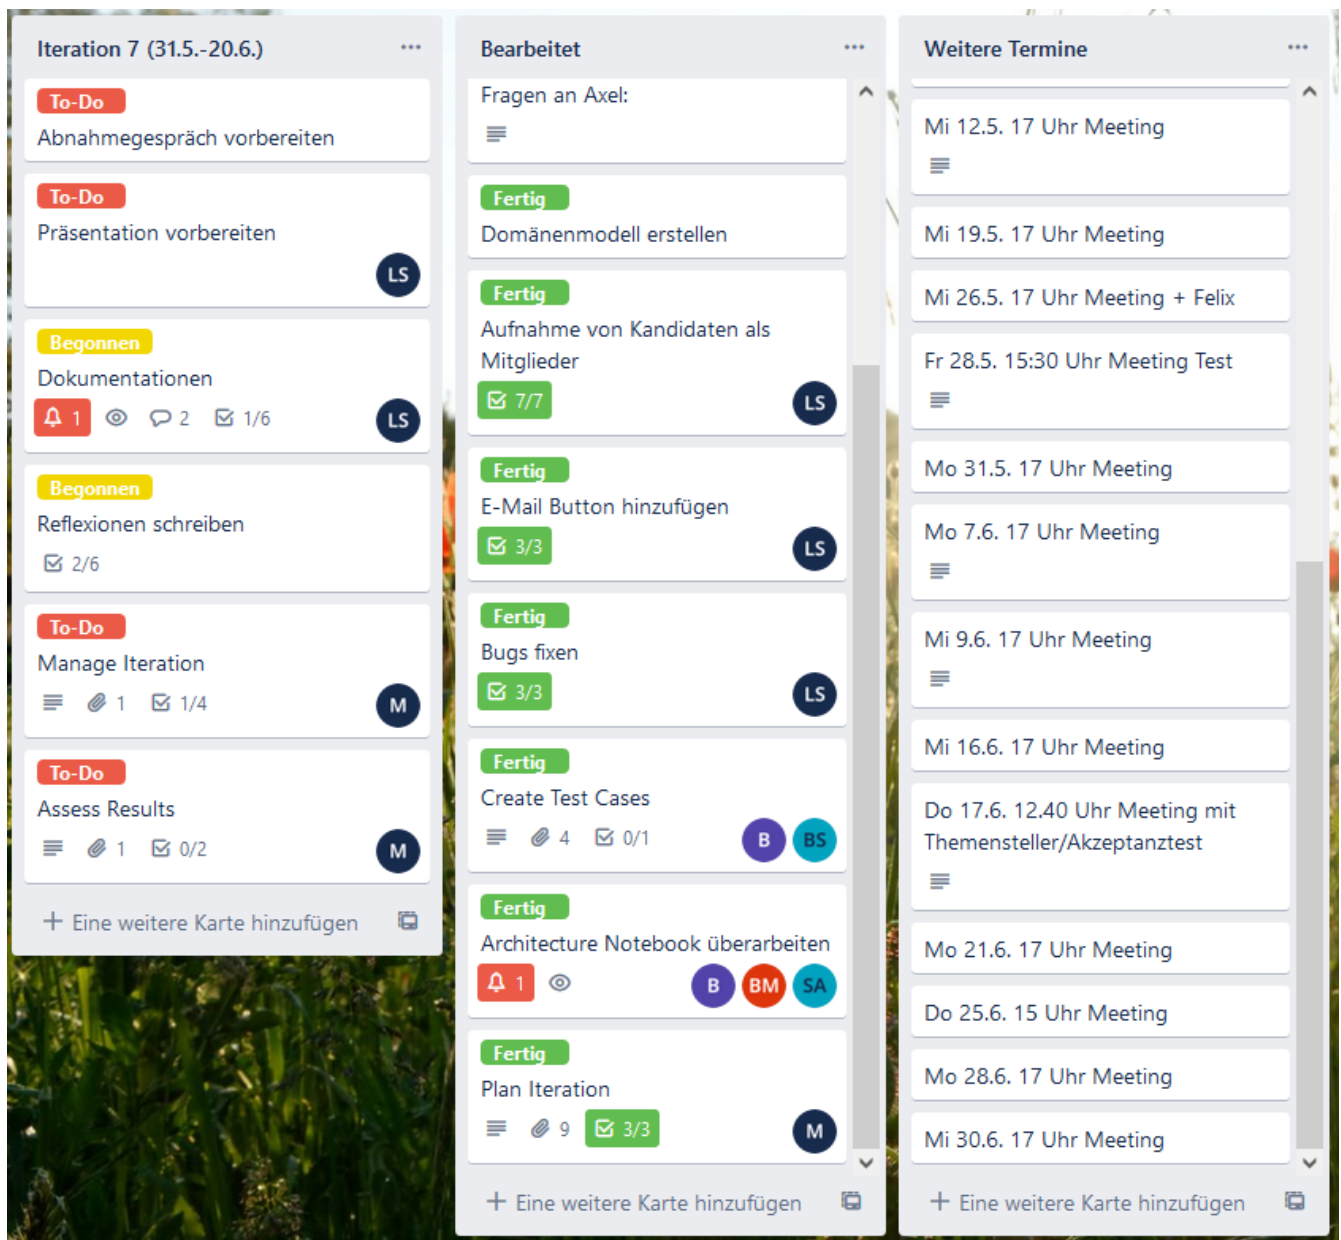 Iteration 7 (31.5.-20.6.)
To-Do
Abnahmegespräch vorbereiten
To-Do
Präsentation vorbereiten
LS
Begonnen
Dokumentationen
1 2 1/6 LS
Begonnen
Reflexionen schreiben
2/6
To-Do
Manage Iteration
1 1/4 M
To-Do
Assess Results
1 0/2 M
+ Eine weitere Karte hinzufügen
Bearbeitet
Fragen an Axel:
Fertig
Domänenmodell erstellen
Fertig
Aufnahme von Kandidaten als
Mitglieder
7/7 LS
Fertig
E-Mail Button hinzufügen
3/3 LS
Fertig
Bugs fixen
3/3 LS
Fertig
Create Test Cases
4 0/1 B BS
Fertig
Architecture Notebook überarbeiten
1 B BM SA
Fertig
Plan Iteration
9 3/3 M
+ Eine weitere Karte hinzufügen
Weitere Termine
Mi 12.5. 17 Uhr Meeting
Mi 19.5. 17 Uhr Meeting
Mi 26.5. 17 Uhr Meeting + Felix
Fr 28.5. 15:30 Uhr Meeting Test
Mo 31.5. 17 Uhr Meeting
Mo 7.6. 17 Uhr Meeting
Mi 9.6. 17 Uhr Meeting
Mi 16.6. 17 Uhr Meeting
Do 17.6. 12.40 Uhr Meeting mit
Themensteller/Akzeptanztest
Mo 21.6. 17 Uhr Meeting
Do 25.6. 15 Uhr Meeting
Mo 28.6. 17 Uhr Meeting
Mi 30.6. 17 Uhr Meeting
+ Eine weitere Karte hinzufügen